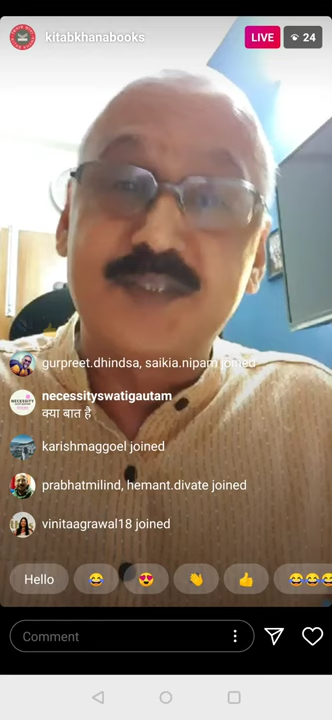 kitabkhanabooks
LIVE
24
gurpreet.dhindsa, saikia.nipam joined
necessityswatigautam
क्या बात है
karishmaggoel joined
prabhatmilind, hemant.divate joined
vinitaagrawal18 joined
Hello
Comment